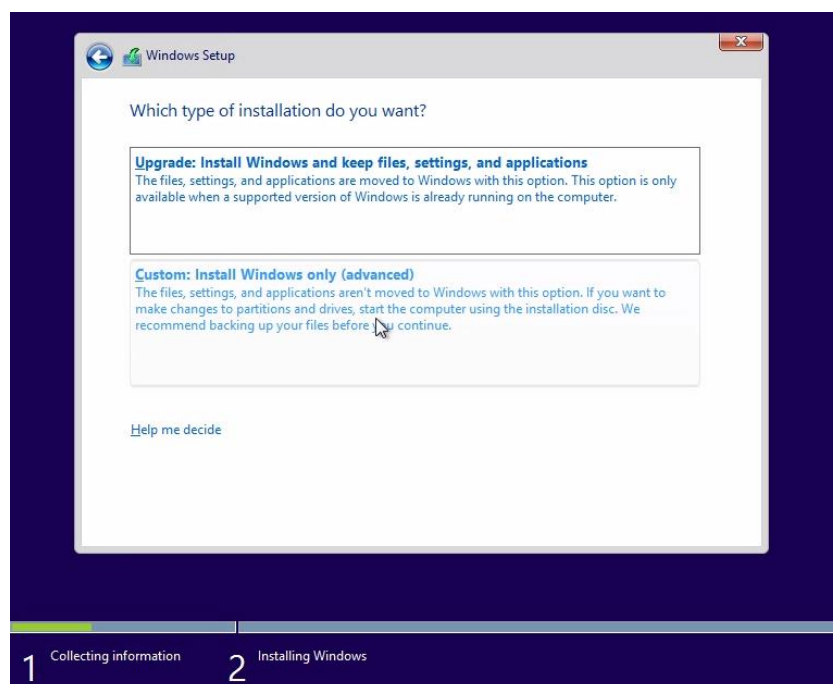 Windows Setup
Which type of installation do you want?
Upgrade: Install Windows and keep files, settings, and applications
The files, settings, and applications are moved to Windows with this option. This option is only
available when a supported version of Windows is already running on the computer.
Custom: Install Windows only (advanced)
The files, settings, and applications aren't moved to Windows with this option. If you want to
make changes to partitions and drives, start the computer using the installation disc. We
recommend backing up your files before you continue.
Help me decide
1 Collecting information
2 Installing Windows